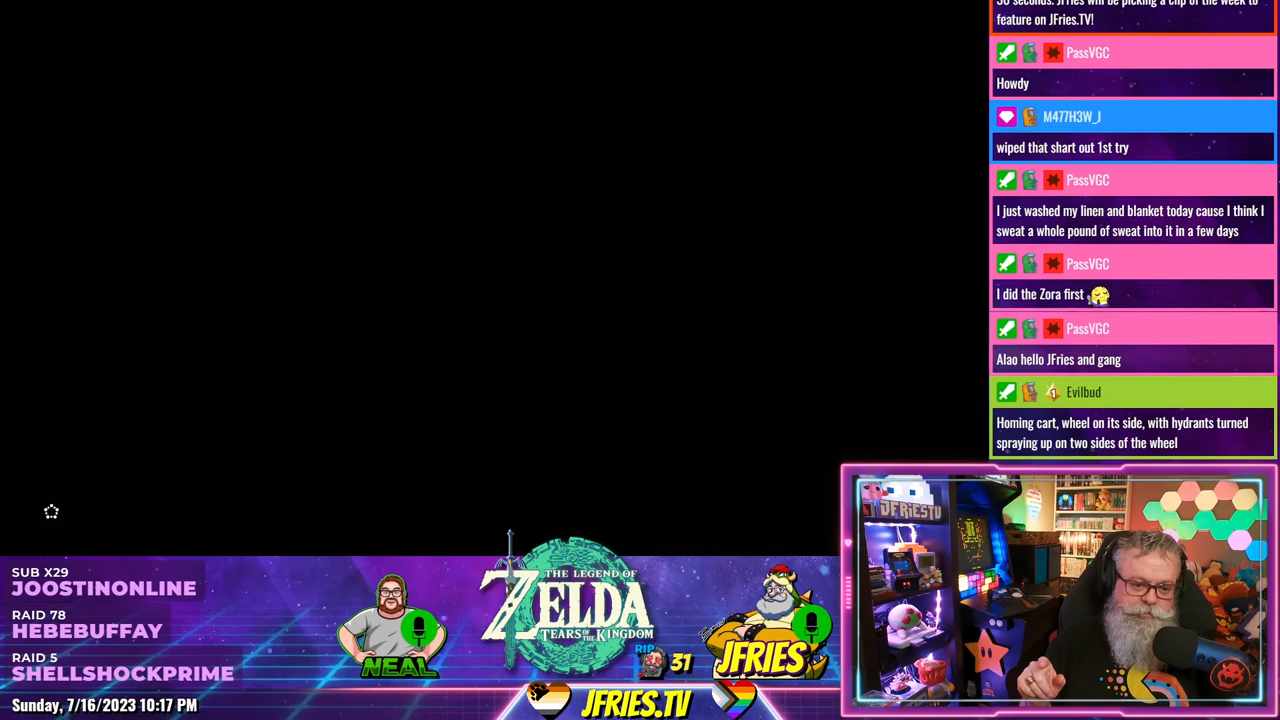 30 seconds. JFries will be picking a clip of the week to
feature on JFries.TV!
PassVGC
Howdy
M477H3W_J
wiped that shart out 1st try
PassVGC
I just washed my linen and blanket today cause I think I
sweat a whole pound of sweat into it in a few days
PassVGC
I did the Zora first
PassVGC
Alao hello JFries and gang
1 Evilbud
Homing cart, wheel on its side, with hydrants turned
spraying up on two sides of the wheel
JFRIESTV
SUB X29
JOOSTINONLINE
RAID 78
HEBEBUFFAY
RAID 5
SHELLSHOCKPRIME
Sunday, 7/16/2023 10:17 PM
NEAL
THE LEGEND OF
ZELDA
TEARS OF THE KINGDOM
RIP
31
JFRIES
JFRIES.TV